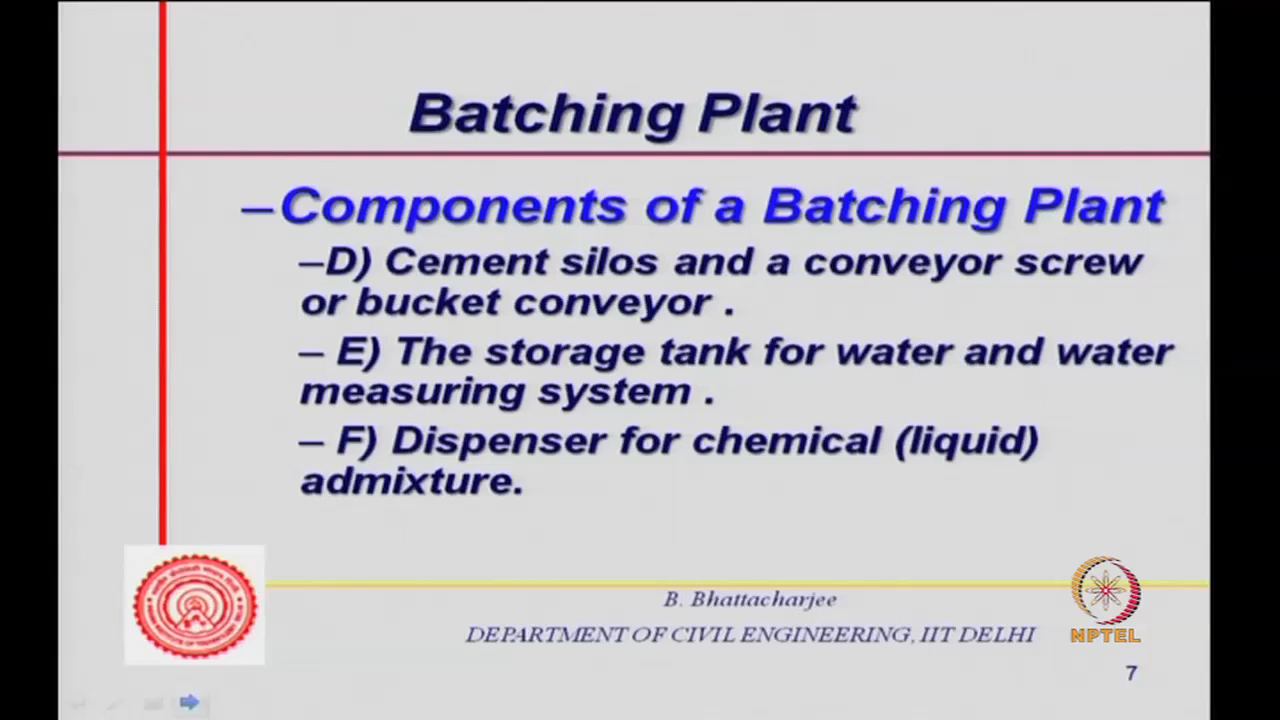 Batching Plant
–Components of a Batching Plant
–D) Cement silos and a conveyor screw
or bucket conveyor .
– E) The storage tank for water and water
measuring system .
– F) Dispenser for chemical (liquid)
admixture.
B. Bhattacharjee
DEPARTMENT OF CIVIL ENGINEERING, IIT DELHI
NPTEL
7